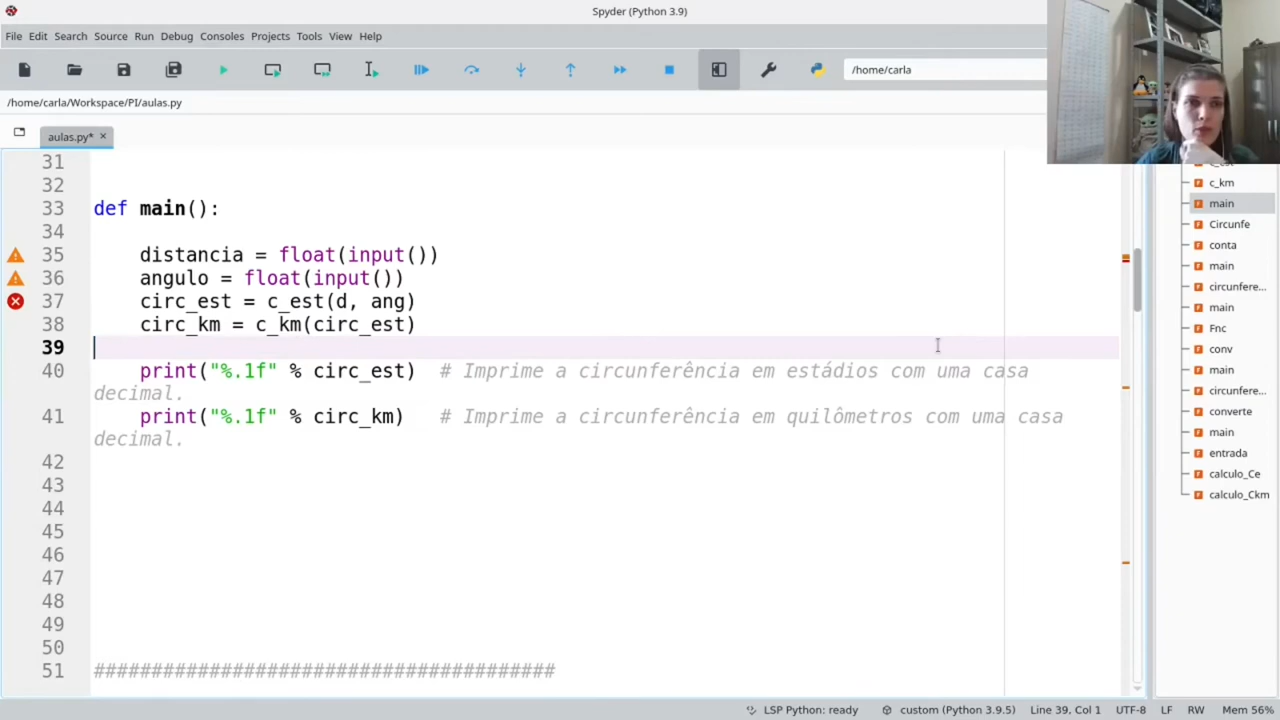 Spyder (Python 3.9)
File Edit Search Source Run Debug Consoles Projects Tools View Help
/home/carla
/home/carla/Workspace/PI/aulas.py
aulas.py*
31
32
33 def main():
34
35 distancia = float(input())
36 angulo = float(input())
37 circ_est = c_est(d, ang)
38 circ_km = c_km(circ_est)
39
40 print("%.1f" % circ_est) # Imprime a circunferência em estádios com uma casa
decimal.
41 print("%.1f" % circ_km) # Imprime a circunferência em quilômetros com uma casa
decimal.
42
43
44
45
46
47
48
49
50
51 ########################################
c_km
main
Circunfe
conta
main
circunfere...
main
Fnc
conv
main
circunfere...
converte
main
entrada
calculo_Ce
calculo_Ckm
LSP Python: ready custom (Python 3.9.5) Line 39, Col 1 UTF-8 LF RW Mem 56%